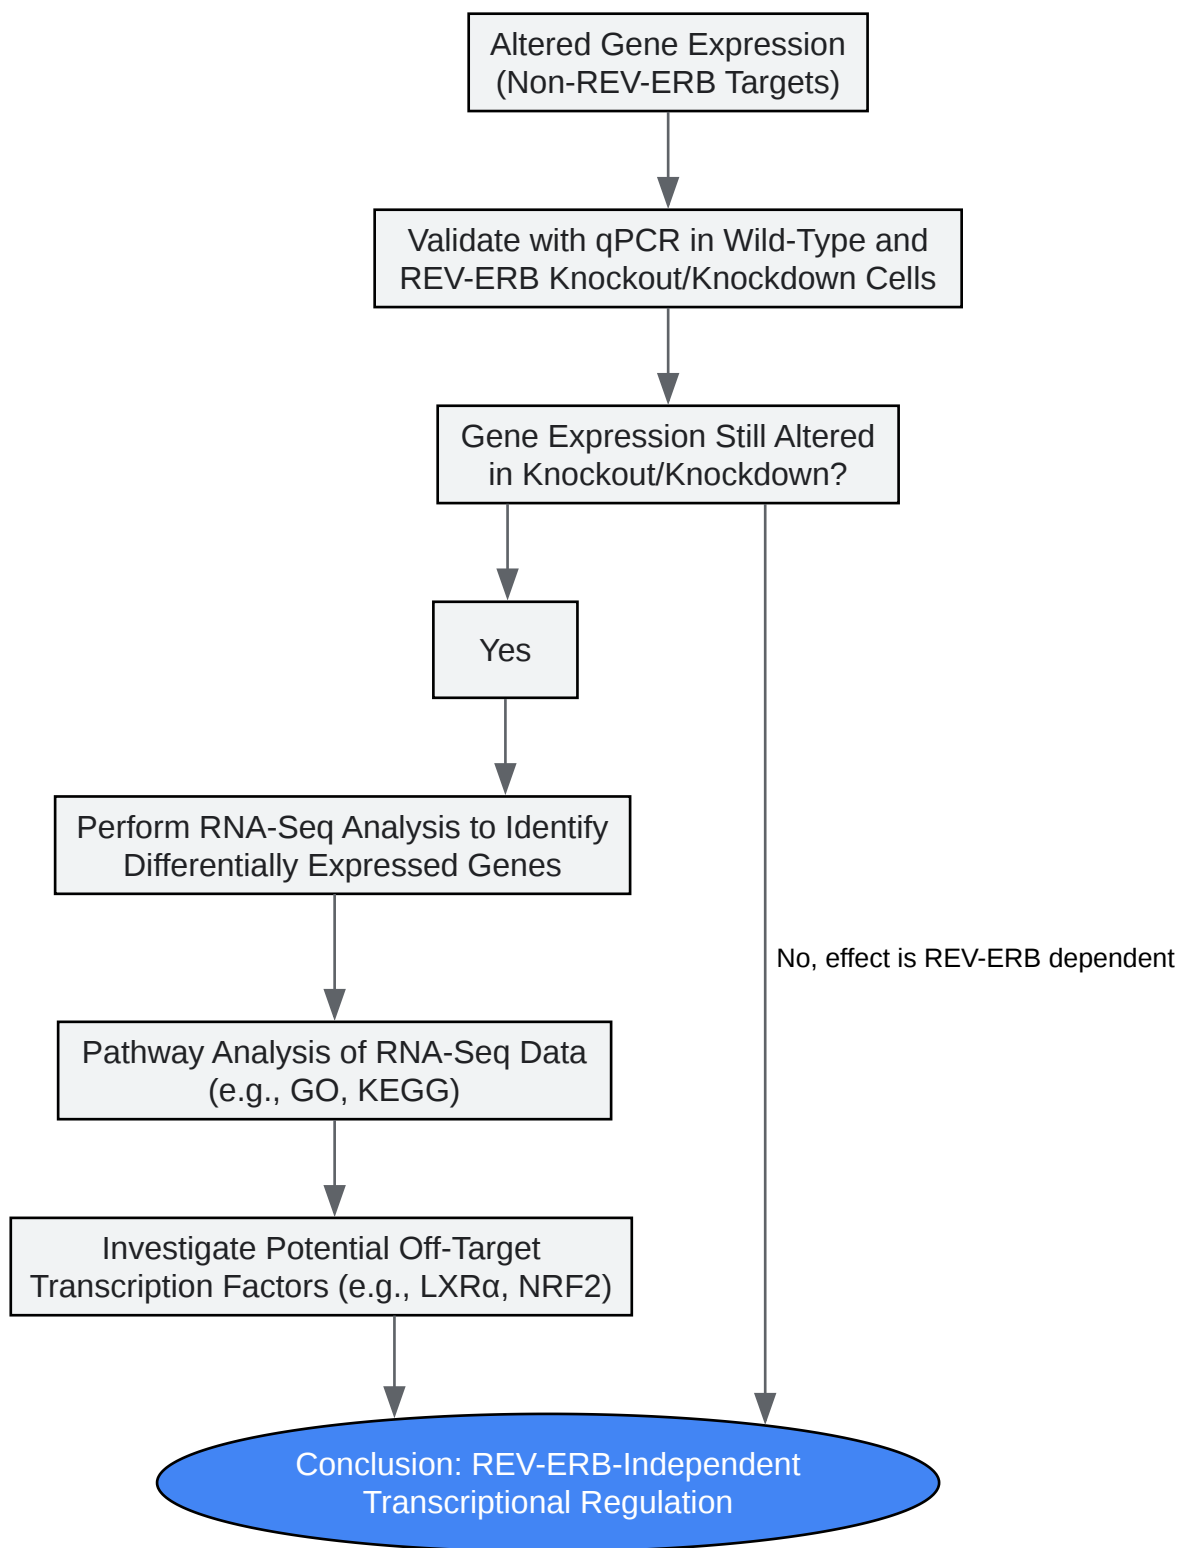 Altered Gene Expression
(Non-REV-ERB Targets)
Validate with qPCR in Wild-Type and
REV-ERB Knockout/Knockdown Cells
Gene Expression Still Altered
in Knockout/Knockdown?
Yes
Perform RNA-Seq Analysis to Identify
Differentially Expressed Genes
No, effect is REV-ERB dependent
Pathway Analysis of RNA-Seq Data
(e.g., GO, KEGG)
Investigate Potential Off-Target
Transcription Factors (e.g., LXRα, NRF2)
Conclusion: REV-ERB-Independent
Transcriptional Regulation